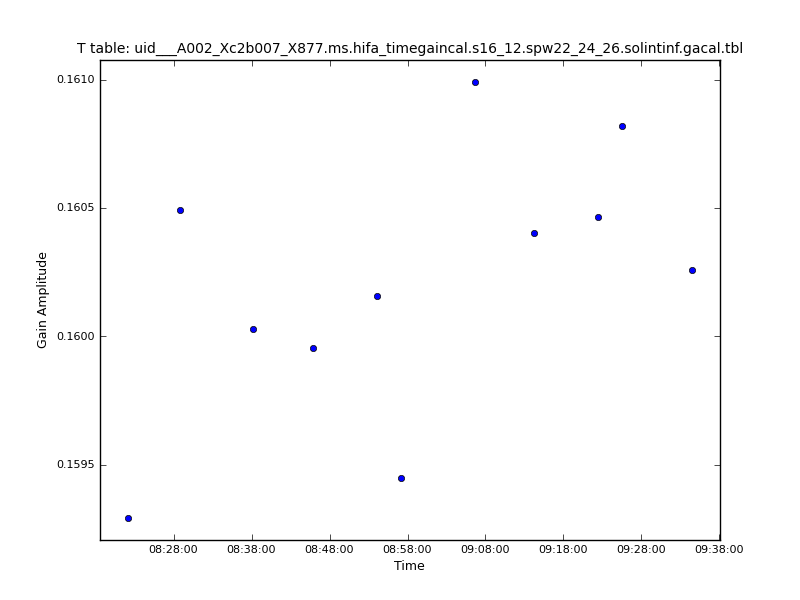 T table: uid___A002_Xc2b007_X877.ms.hifa_timegaincal.s16_12.spw22_24_26.solintinf.gacal.tbl
0.1610
0.1605
0.1600
0.1595
Gain Amplitude
08:28:00 08:38:00 08:48:00 08:58:00 09:08:00 09:18:00 09:28:00 09:38:00
Time